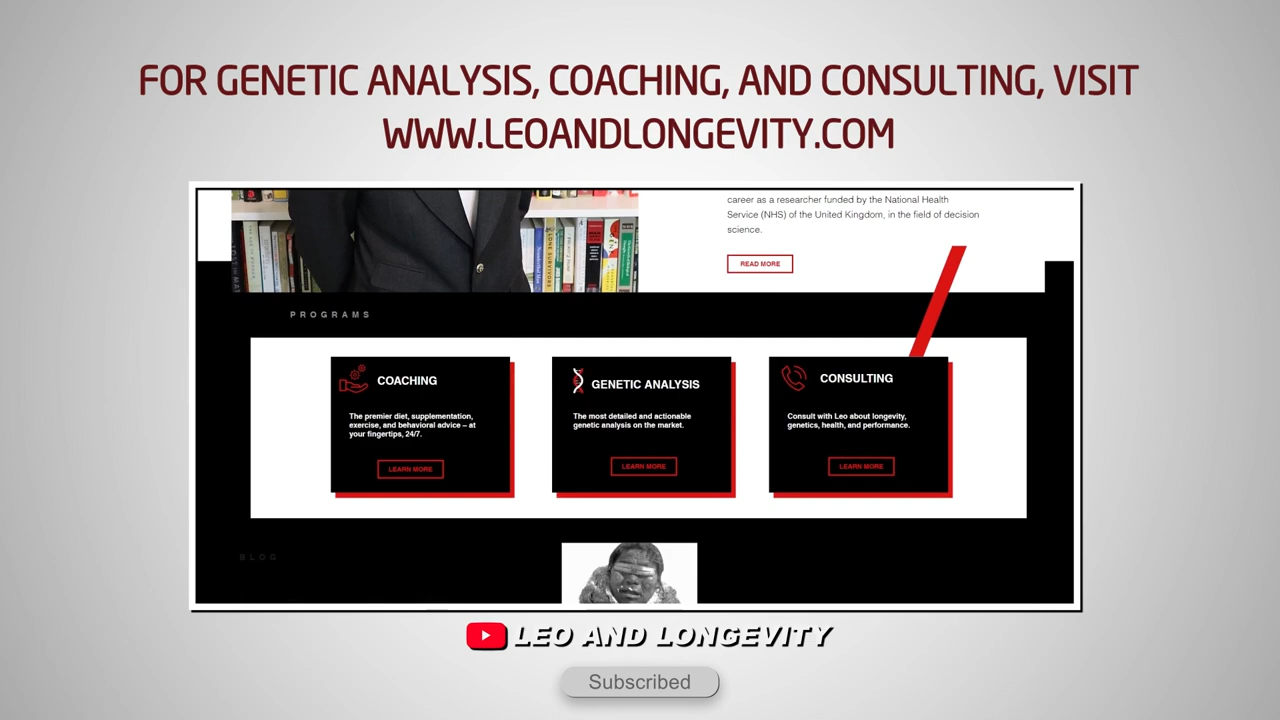 FOR GENETIC ANALYSIS, COACHING, AND CONSULTING, VISIT
WWW.LEOANDLONGEVITY.COM
career as a researcher funded by the National Health
Service (NHS) of the United Kingdom, in the field of decision
science.
READ MORE
PROGRAMS
COACHING
The premier diet, supplementation,
exercise, and behavioral advice – at
your fingertips, 24/7.
LEARN MORE
GENETIC ANALYSIS
The most detailed and actionable
genetic analysis on the market.
LEARN MORE
CONSULTING
Consult with Leo about longevity,
genetics, health, and performance.
LEARN MORE
BLOG
LEO AND LONGEVITY
Subscribed